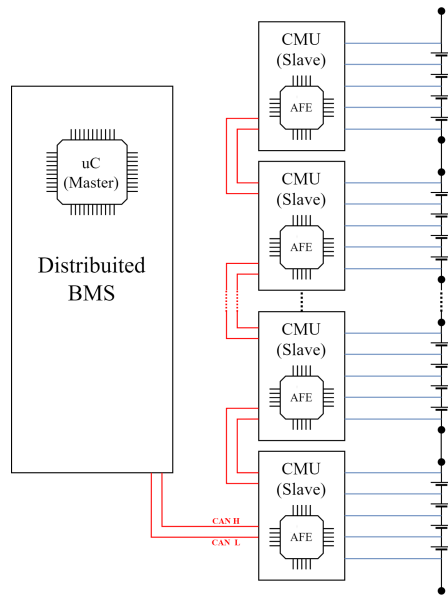 CMU
(Slave)
AFE
uC
(Master)
Distribuited
BMS
CMU
(Slave)
AFE
CMU
(Slave)
AFE
CMU
(Slave)
AFE
CAN H
CAN L